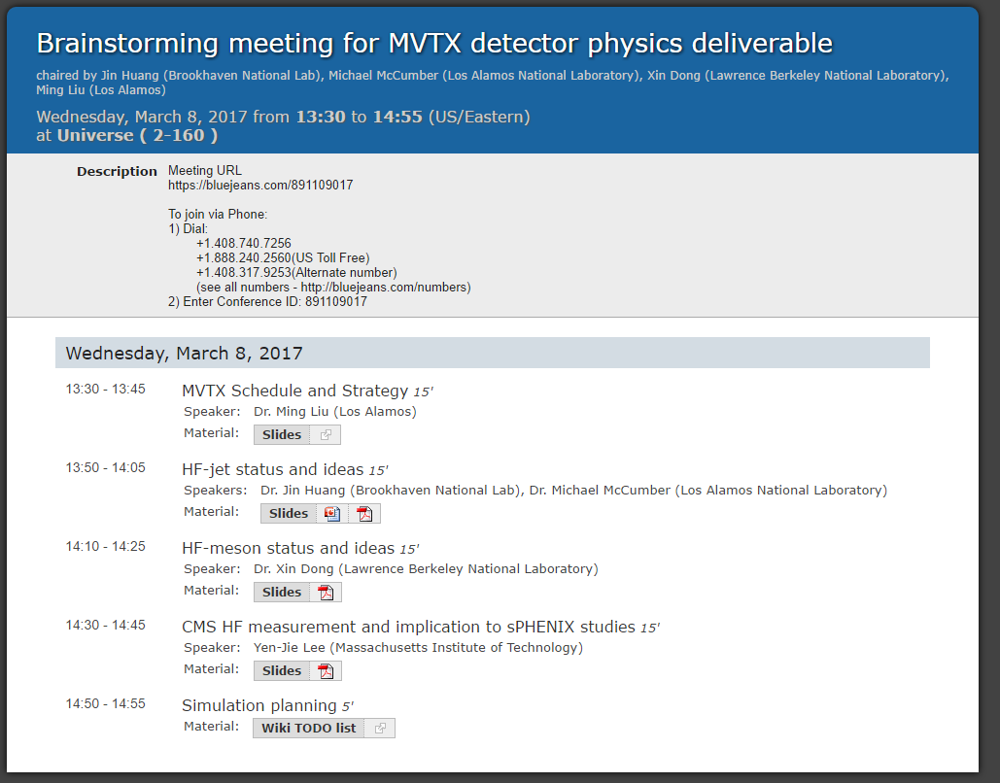 Brainstorming meeting for MVTX detector physics deliverable
chaired by Jin Huang (Brookhaven National Lab), Michael McCumber (Los Alamos National Laboratory), Xin Dong (Lawrence Berkeley National Laboratory),
Ming Liu (Los Alamos)
Wednesday, March 8, 2017 from 13:30 to 14:55 (US/Eastern)
at Universe ( 2-160 )
Description Meeting URL
https://bluejeans.com/891109017
To join via Phone:
1) Dial:
+1.408.740.7256
+1.888.240.2560(US Toll Free)
+1.408.317.9253(Alternate number)
(see all numbers - http://bluejeans.com/numbers)
2) Enter Conference ID: 891109017
Wednesday, March 8, 2017
13:30 - 13:45 MVTX Schedule and Strategy 15'
Speaker: Dr. Ming Liu (Los Alamos)
Material: Slides
13:50 - 14:05 HF-jet status and ideas 15'
Speakers: Dr. Jin Huang (Brookhaven National Lab), Dr. Michael McCumber (Los Alamos National Laboratory)
Material: Slides
14:10 - 14:25 HF-meson status and ideas 15'
Speaker: Dr. Xin Dong (Lawrence Berkeley National Laboratory)
Material: Slides
14:30 - 14:45 CMS HF measurement and implication to sPHENIX studies 15'
Speaker: Yen-Jie Lee (Massachusetts Institute of Technology)
Material: Slides
14:50 - 14:55 Simulation planning 5'
Material: Wiki TODO list